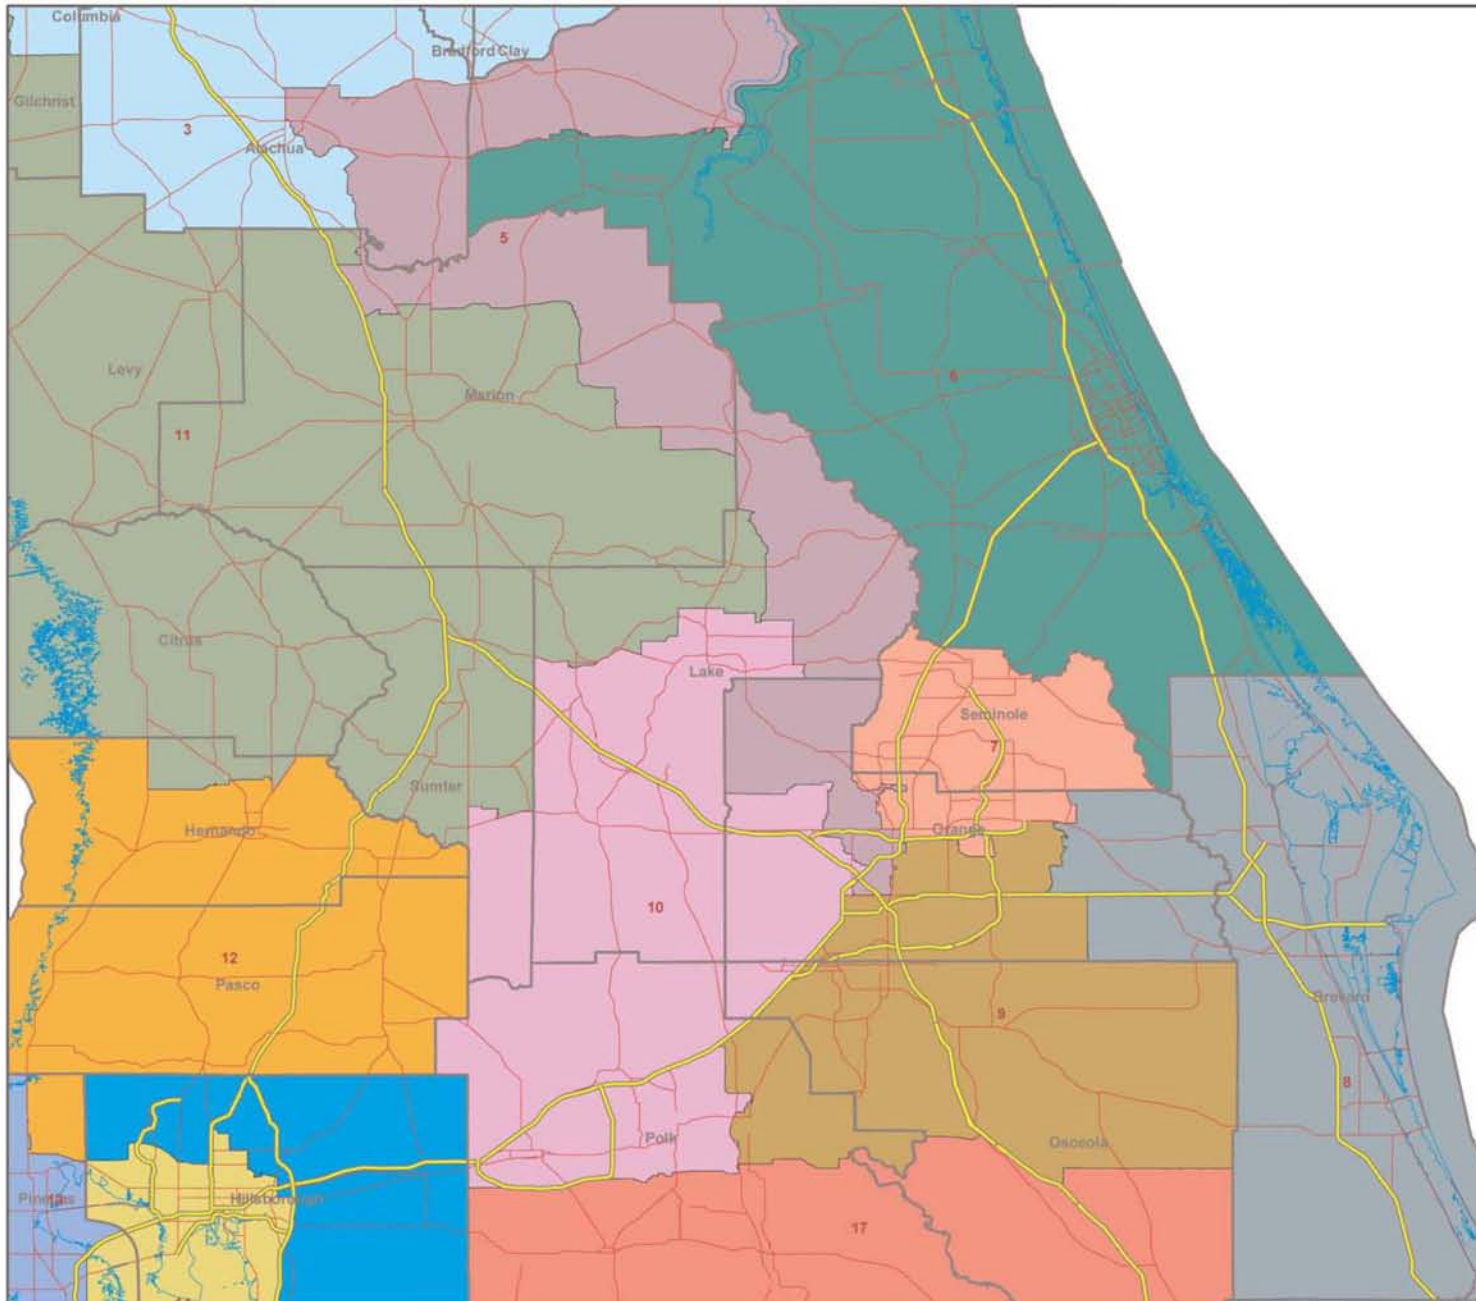 Columbia
Bradford Clay
Gilchrist
3
Alachua
Putnam
5
Levy
6
Marion
11
Citrus
Lake
Seminole
7
Sumter
Hernando
Orange
10
12
Pasco
Brevard
9
8
Polk
Osceola
Pinellas
Hillsborough
17